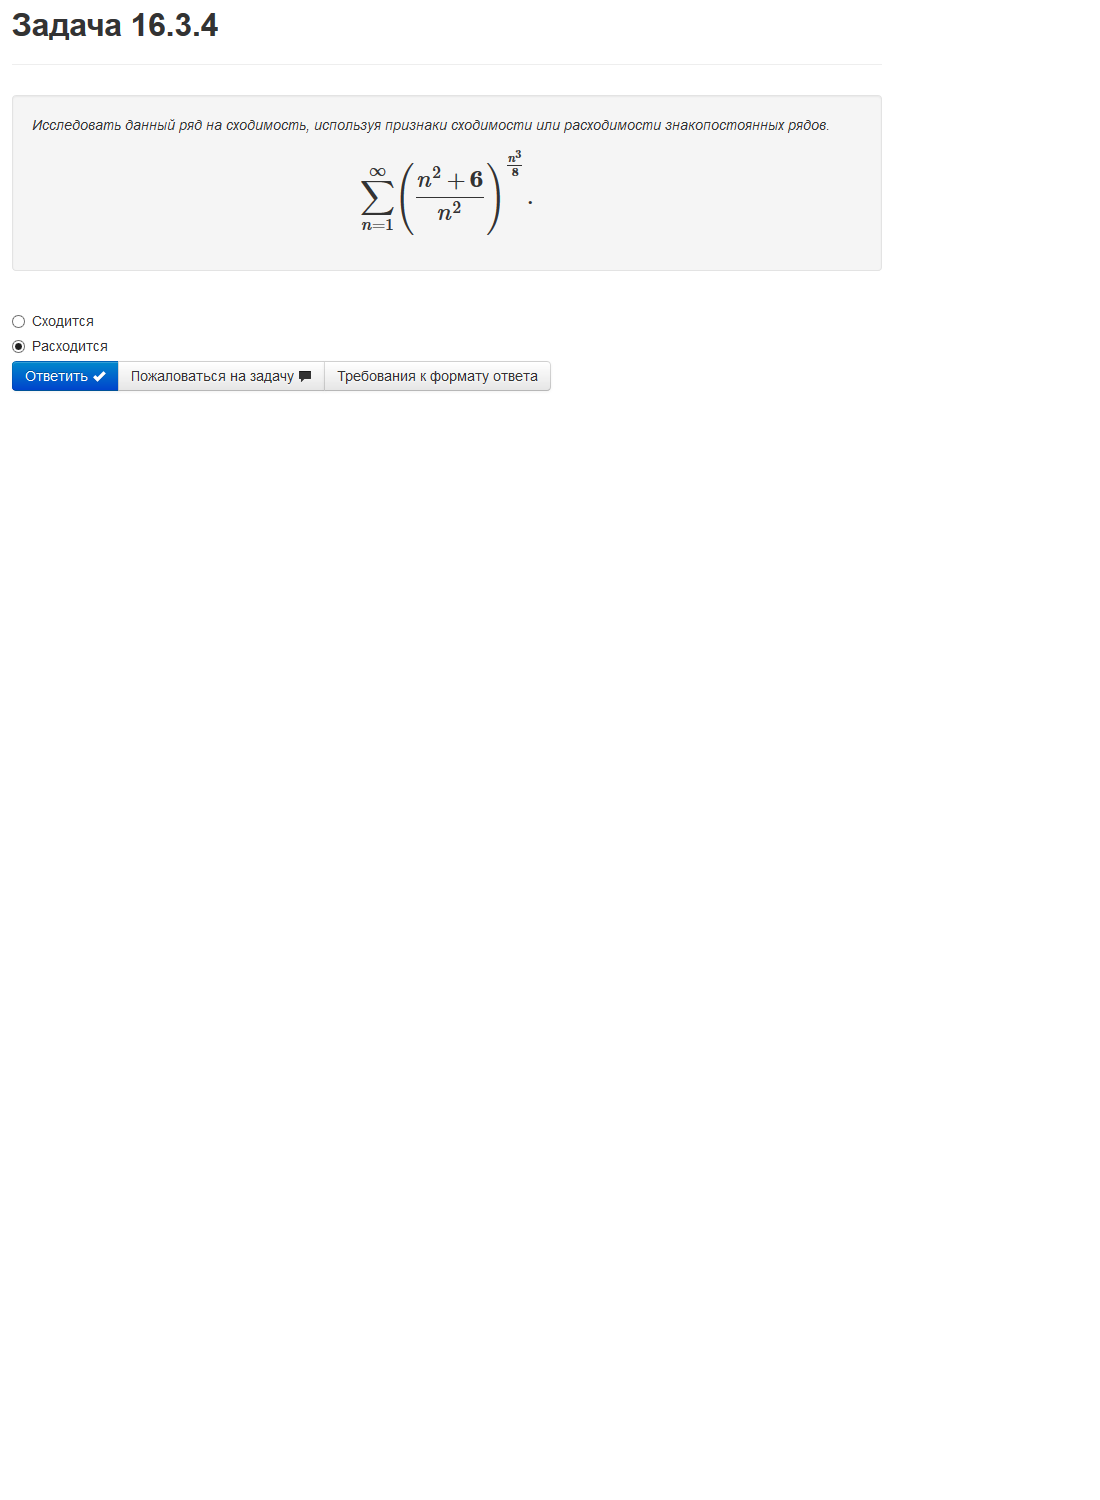 Задача 16.3.4
Исследовать данный ряд на сходимость, используя признаки сходимости или расходимости знакопостоянных рядов.
$$\sum_{n=1}^{\infty}\left(\frac{n^2+6}{n^2}\right)^{\frac{n^3}{8}}.$$
Сходится
Расходится
Ответить Пожаловаться на задачу Требования к формату ответа